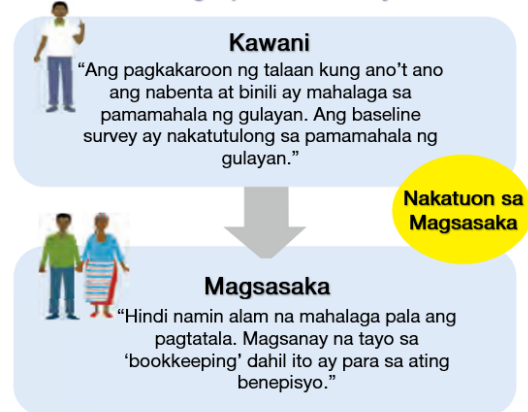 Kawani
“Ang pagkakaroon ng talaan kung ano’t ano
ang nabenta at binili ay mahalaga sa
pamamahala ng gulayan. Ang baseline
survey ay nakatutulong sa pamamahala ng
gulayan.”
Nakatuon sa
Magsasaka
Magsasaka
“Hindi namin alam na mahalaga pala ang
pagtatala. Magsanay na tayo sa
‘bookkeeping’ dahil ito ay para sa ating
benepisyo.”